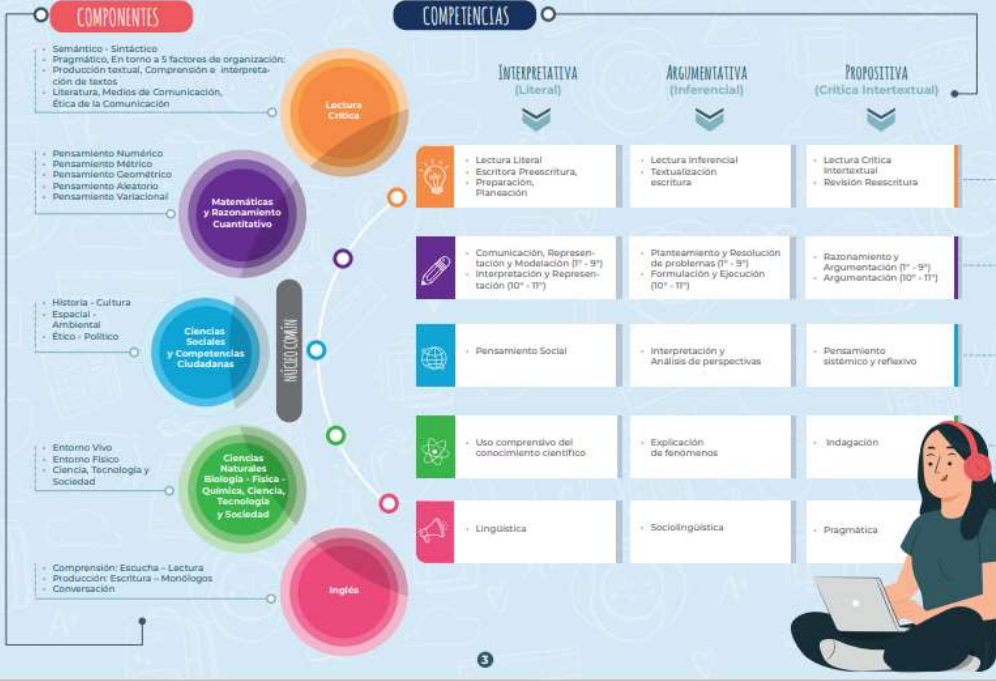 COMPONENTES
COMPETENCIAS
• Semántico - Sintáctico
• Pragmático, En torno a 5 factores de organización:
• Producción textual, Comprensión e interpreta-
ción de textos
• Literatura, Medios de Comunicación,
Ética de la Comunicación
Lectura
Crítica
• Pensamiento Numérico
• Pensamiento Métrico
• Pensamiento Geométrico
• Pensamiento Aleatorio
• Pensamiento Variacional
Matemáticas
y Razonamiento
Cuantitativo
• Historia - Cultura
• Espacial -
Ambiental
• Ético - Político
Ciencias
Sociales
y Competencias
Ciudadanas
NÚCLEO COMÚN
• Entorno Vivo
• Entorno Físico
• Ciencia, Tecnología y
Sociedad
Ciencias
Naturales
Biología - Física -
Química, Ciencia,
Tecnología
y Sociedad
• Comprensión: Escucha – Lectura
• Producción: Escritura – Monólogos
• Conversación
Inglés
INTERPRETATIVA
(Literal)
ARGUMENTATIVA
(Inferencial)
PROPOSITIVA
(Crítica Intertextual)
• Lectura Literal
• Escritora Preescritura,
• Preparación,
Planeación
• Lectura Inferencial
• Textualización
escritura
• Lectura Crítica
Intertextual
• Revisión Reescritura
• Comunicación, Represen-
tación y Modelación (1° - 9°)
• Interpretación y Represen-
tación (10° - 11°)
• Planteamiento y Resolución
de problemas (1° - 9°)
• Formulación y Ejecución
(10° - 11°)
• Razonamiento y
Argumentación (1° - 9°)
• Argumentación (10° - 11°)
• Pensamiento Social
• Interpretación y
Análisis de perspectivas
• Pensamiento
sistémico y reflexivo
• Uso comprensivo del
conocimiento científico
• Explicación
de fenómenos
• Indagación
• Lingüística
• Sociolingüística
• Pragmática
3